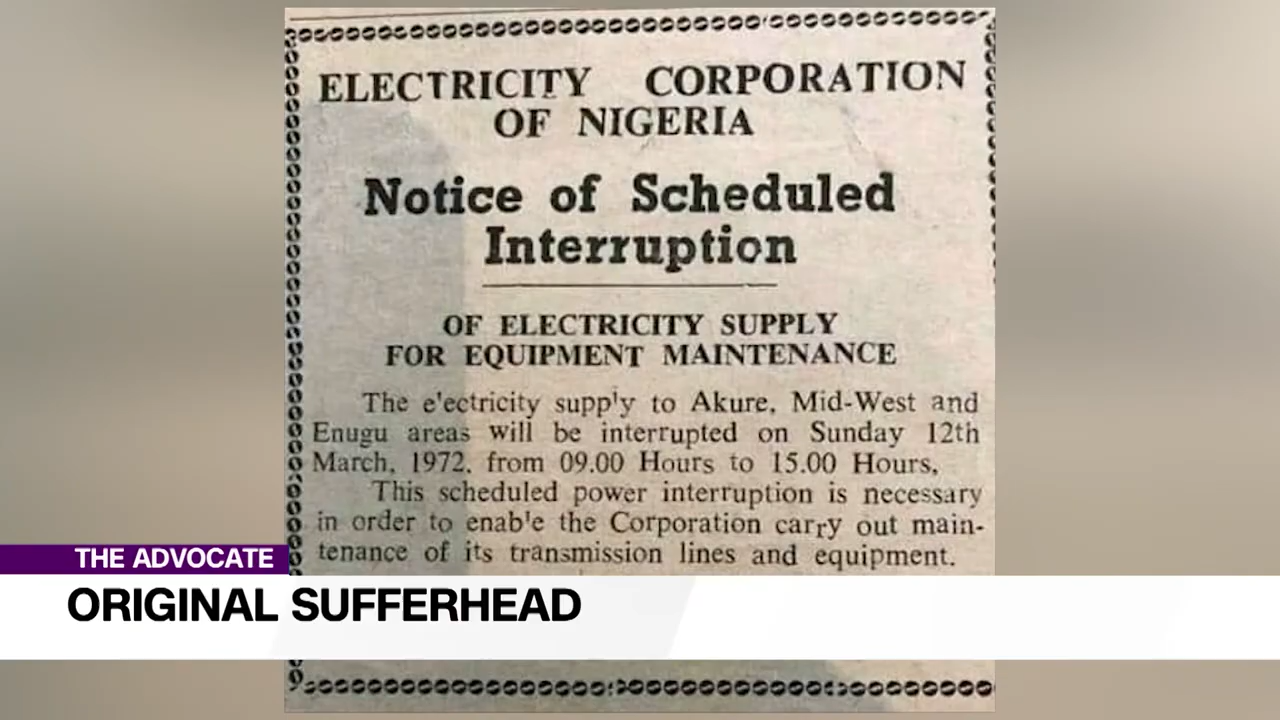 ELECTRICITY CORPORATION
OF NIGERIA
Notice of Scheduled
Interruption
OF ELECTRICITY SUPPLY
FOR EQUIPMENT MAINTENANCE
The e'ectricity supp'y to Akure, Mid-West and
Enugu areas will be interrupted on Sunday 12th
March, 1972, from 09.00 Hours to 15.00 Hours,
This scheduled power interruption is necessary
in order to enab'e the Corporation carry out main-
tenance of its transmission lines and equipment.
THE ADVOCATE
ORIGINAL SUFFERHEAD